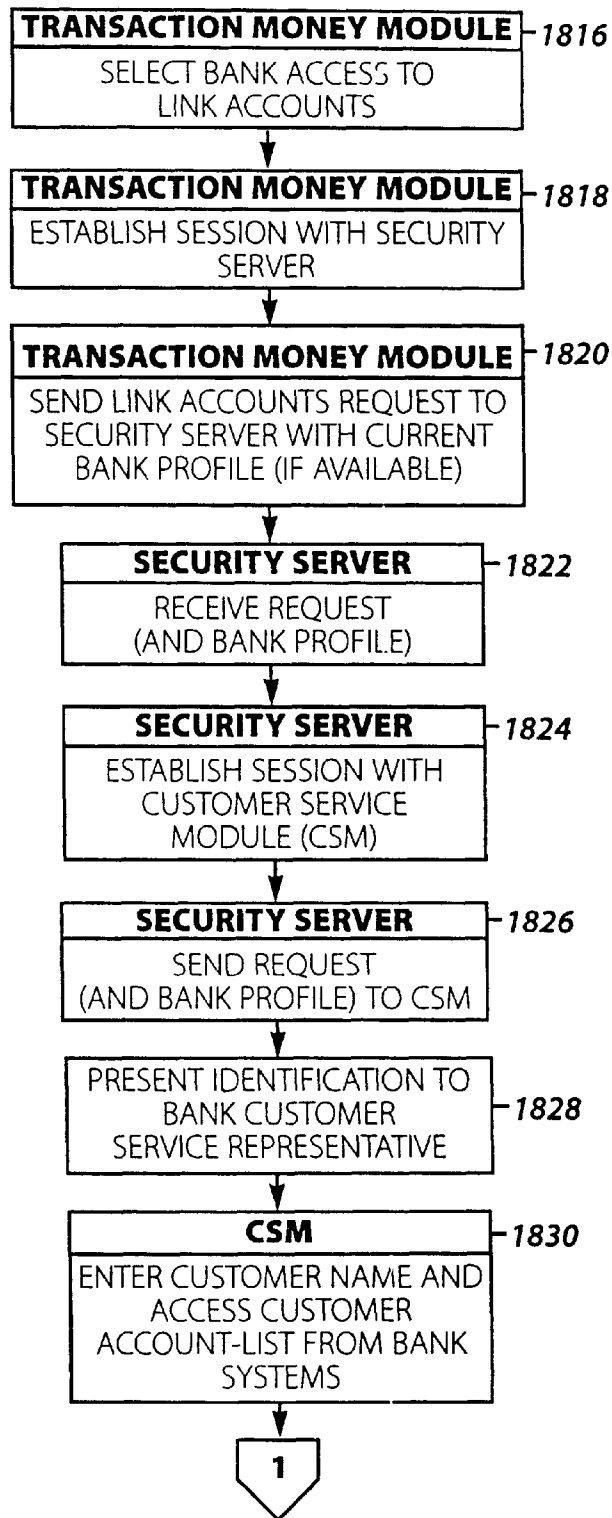 TRANSACTION MONEY MODULE 1816
SELECT BANK ACCESS TO
LINK ACCOUNTS
TRANSACTION MONEY MODULE 1818
ESTABLISH SESSION WITH SECURITY
SERVER
TRANSACTION MONEY MODULE 1820
SEND LINK ACCOUNTS REQUEST TO
SECURITY SERVER WITH CURRENT
BANK PROFILE (IF AVAILABLE)
SECURITY SERVER 1822
RECEIVE REQUEST
(AND BANK PROFILE)
SECURITY SERVER 1824
ESTABLISH SESSION WITH
CUSTOMER SERVICE
MODULE (CSM)
SECURITY SERVER 1826
SEND REQUEST
(AND BANK PROFILE) TO CSM
PRESENT IDENTIFICATION TO
BANK CUSTOMER 1828
SERVICE REPRESENTATIVE
CSM 1830
ENTER CUSTOMER NAME AND
ACCESS CUSTOMER
ACCOUNT-LIST FROM BANK
SYSTEMS
1